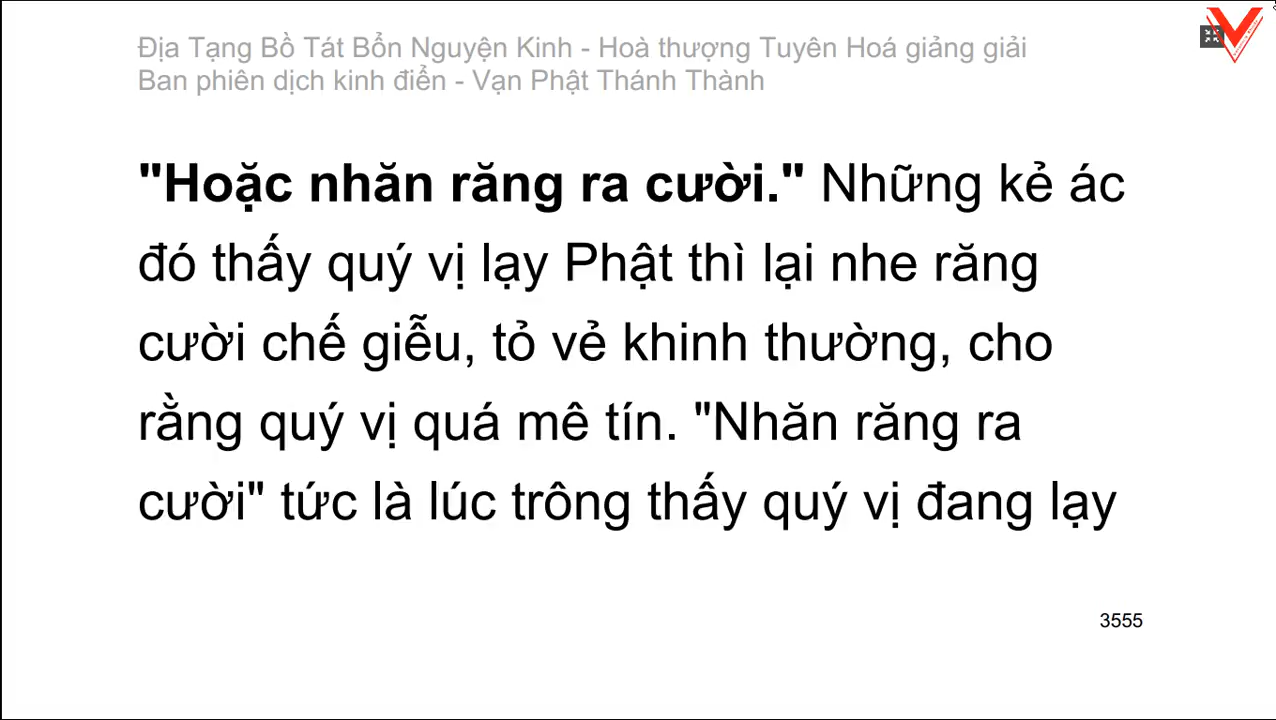 Địa Tạng Bồ Tát Bổn Nguyện Kinh - Hoà thượng Tuyên Hoá giảng giải
Ban phiên dịch kinh điển - Vạn Phật Thánh Thành
"Hoặc nhăn răng ra cười." Những kẻ ác
đó thấy quý vị lạy Phật thì lại nhe răng
cười chế giễu, tỏ vẻ khinh thường, cho
rằng quý vị quá mê tín. "Nhăn răng ra
cười" tức là lúc trông thấy quý vị đang lạy
3555